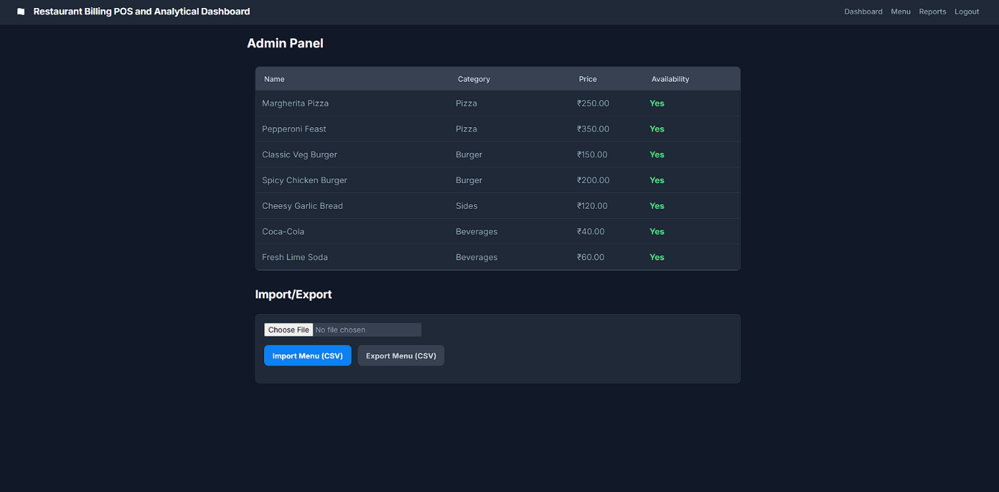 Restaurant Billing POS and Analytical Dashboard Dashboard Menu Reports Logout
Admin Panel
Name Category Price Availability
Margherita Pizza Pizza ₹250.00 Yes
Pepperoni Feast Pizza ₹350.00 Yes
Classic Veg Burger Burger ₹150.00 Yes
Spicy Chicken Burger Burger ₹200.00 Yes
Cheesy Garlic Bread Sides ₹120.00 Yes
Coca-Cola Beverages ₹40.00 Yes
Fresh Lime Soda Beverages ₹60.00 Yes
Import/Export
Choose File No file chosen
Import Menu (CSV) Export Menu (CSV)